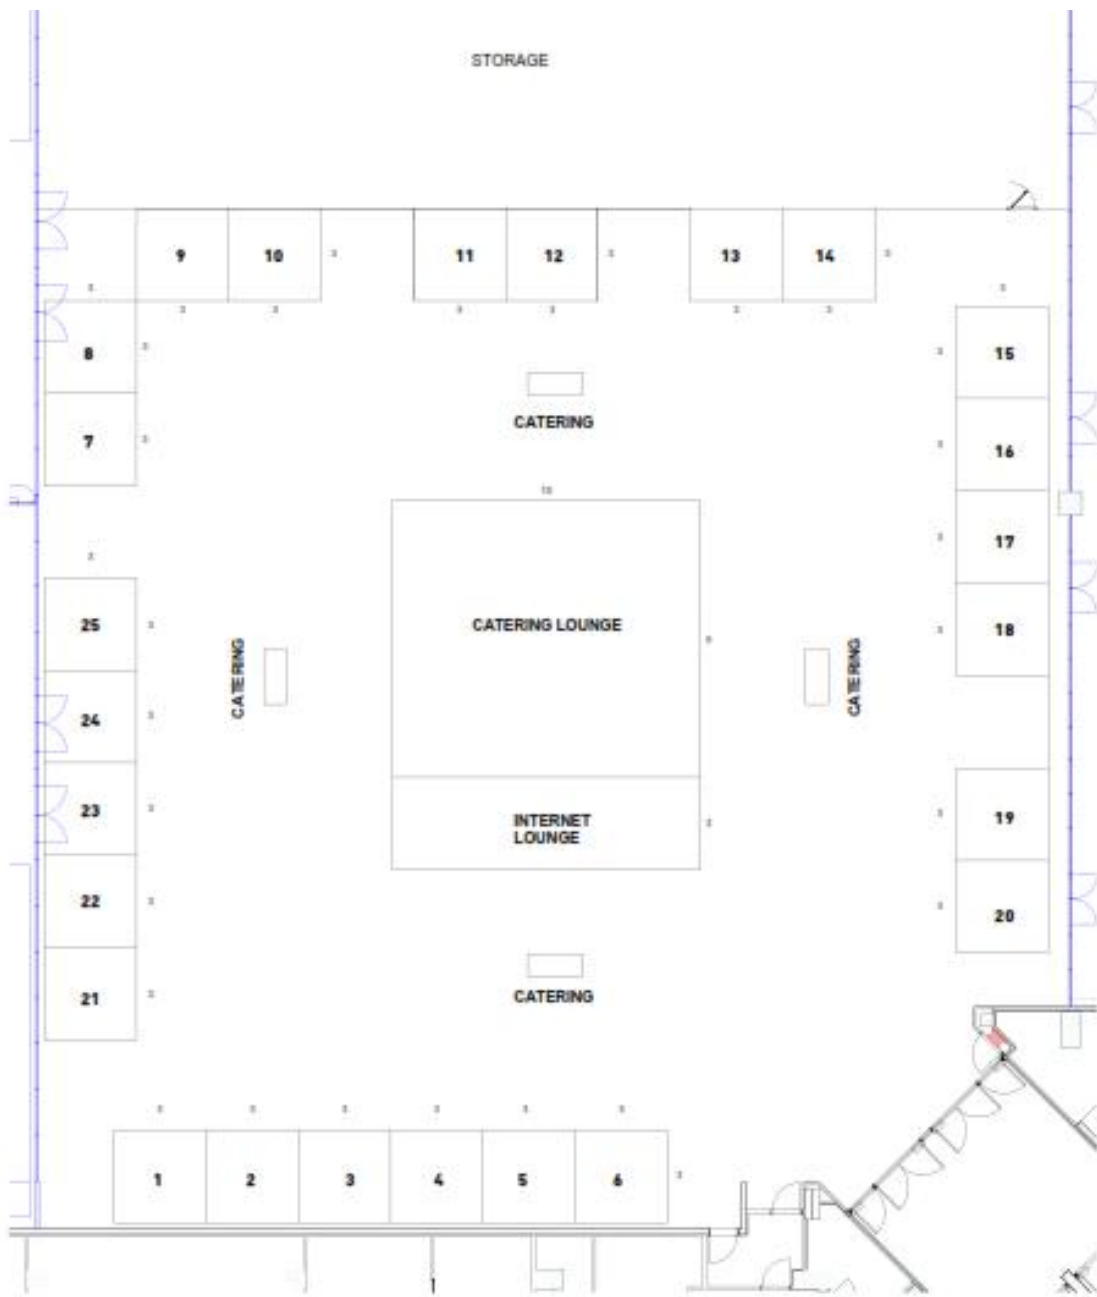 STORAGE
9 10 11 12 13 14
8 15
CATERING
7 16
10
17
25 CATERING LOUNGE 18
CATERING CATERING
24
23 INTERNET 19
LOUNGE
22 20
21 CATERING
1 2 3 4 5 6